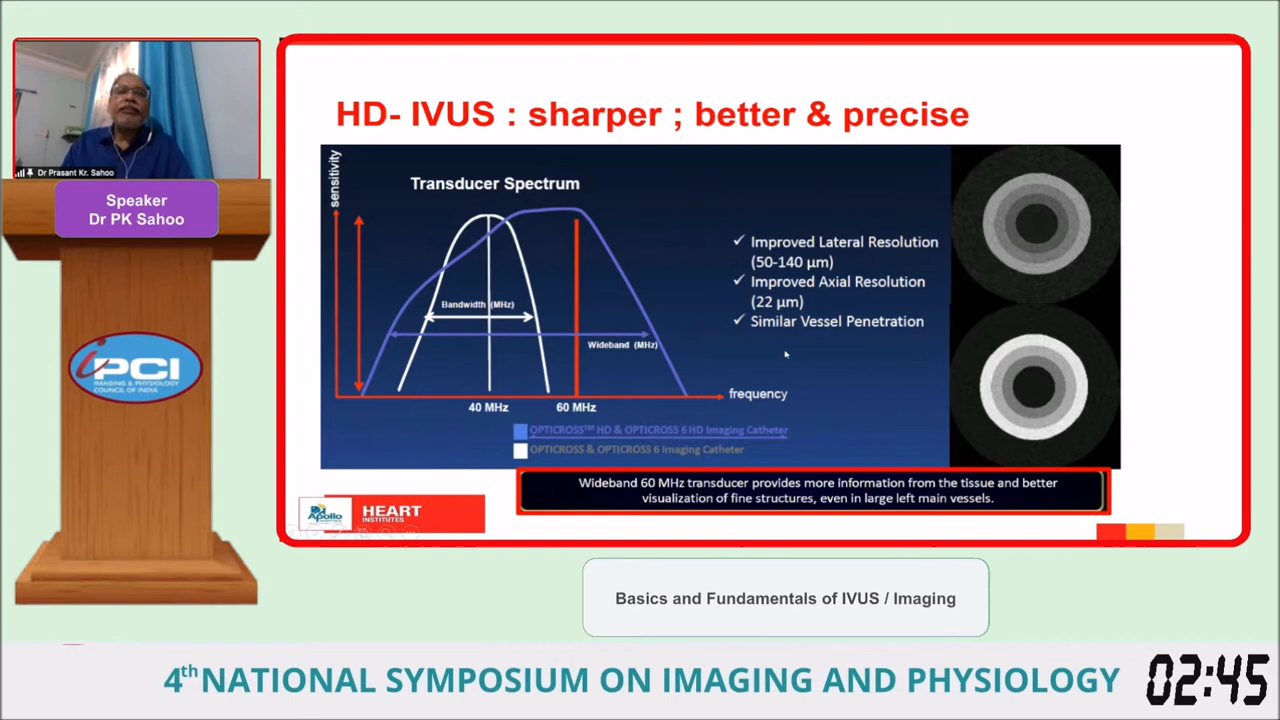 Dr Prasant Kr. Sahoo
Speaker
Dr PK Sahoo
iPCI
IMAGING & PHYSIOLOGY
COUNCIL OF INDIA
HD- IVUS : sharper ; better & precise
sensitivity
Transducer Spectrum
Bandwidth (MHz)
Wideband (MHz)
40 MHz
60 MHz
frequency
✓ Improved Lateral Resolution
(50-140 µm)
✓ Improved Axial Resolution
(22 µm)
✓ Similar Vessel Penetration
OPTICROSS™ HD & OPTICROSS 6 HD Imaging Catheter
OPTICROSS & OPTICROSS 6 Imaging Catheter
Wideband 60 MHz transducer provides more information from the tissue and better
visualization of fine structures, even in large left main vessels.
Apollo
HEART
INSTITUTES
Basics and Fundamentals of IVUS / Imaging
4th NATIONAL SYMPOSIUM ON IMAGING AND PHYSIOLOGY
02:45